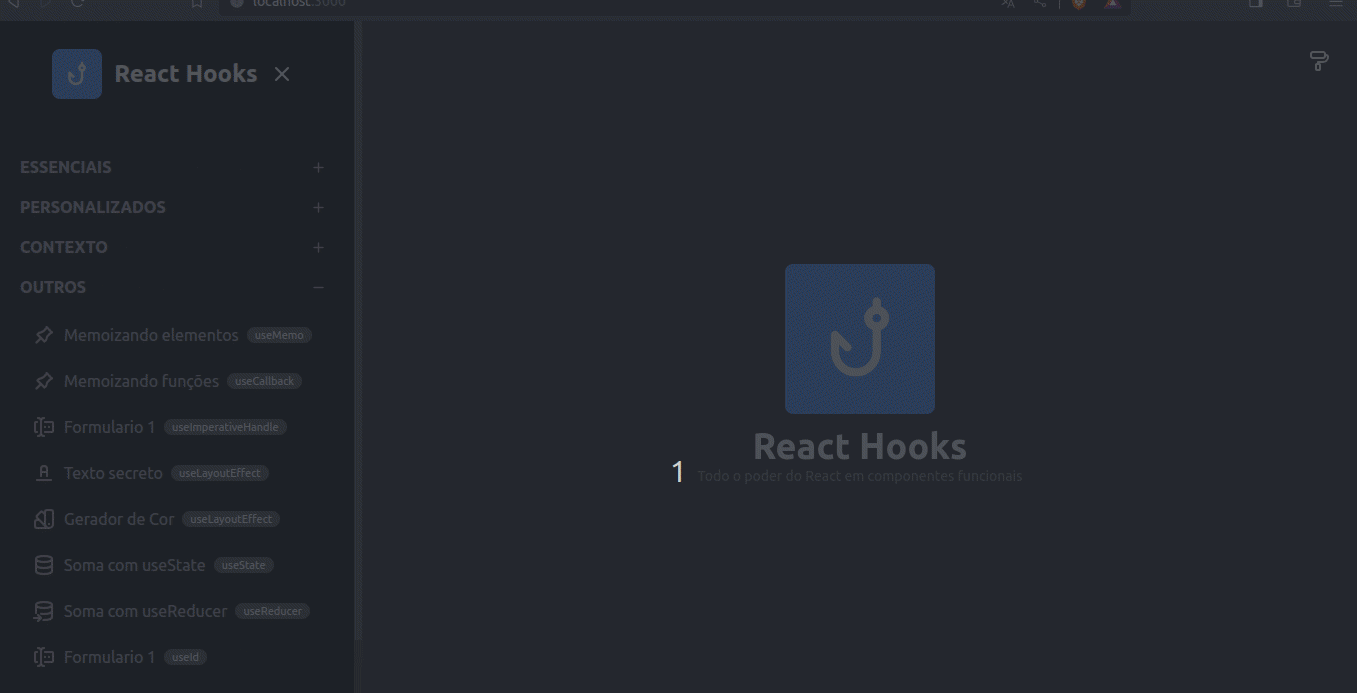 localhost:3000
React Hooks
ESSENCIAIS
PERSONALIZADOS
CONTEXTO
OUTROS
Memoizando elementos useMemo
Memoizando funções useCallback
Formulario 1 useImperativeHandle
Texto secreto useLayoutEffect
Gerador de Cor useLayoutEffect
Soma com useState useState
Soma com useReducer useReducer
Formulario 1 useId
React Hooks
1
Todo o poder do React em componentes funcionais